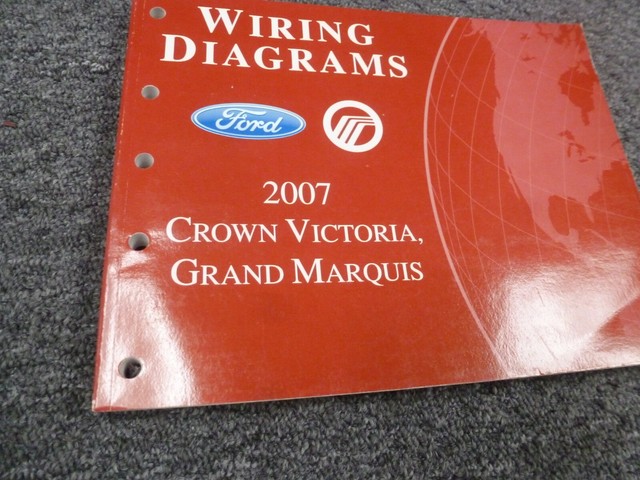 WIRING
DIAGRAMS
Ford
2007
CROWN VICTORIA,
GRAND MARQUIS